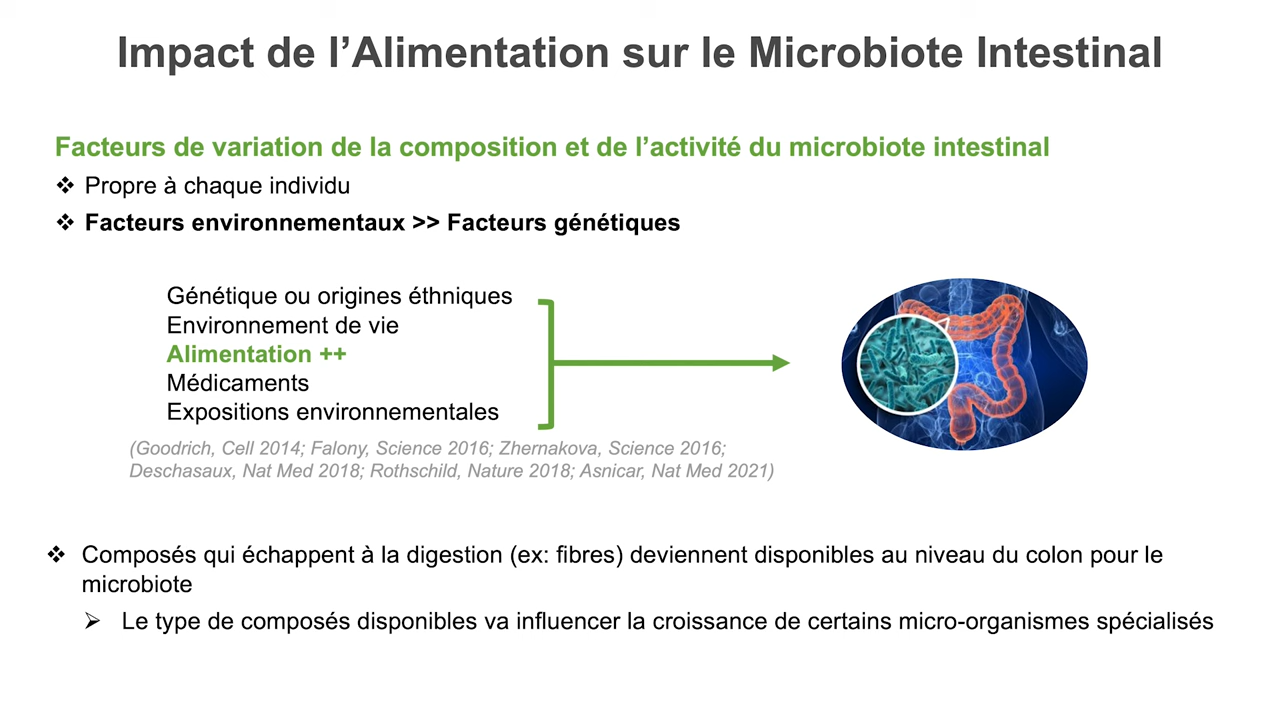 Impact de l’Alimentation sur le Microbiote Intestinal
Facteurs de variation de la composition et de l’activité du microbiote intestinal
❖ Propre à chaque individu
❖ Facteurs environnementaux >> Facteurs génétiques
Génétique ou origines éthniques
Environnement de vie
Alimentation ++
Médicaments
Expositions environnementales
(Goodrich, Cell 2014; Falony, Science 2016; Zhernakova, Science 2016;
Deschasaux, Nat Med 2018; Rothschild, Nature 2018; Asnicar, Nat Med 2021)
❖ Composés qui échappent à la digestion (ex: fibres) deviennent disponibles au niveau du colon pour le
microbiote
➢ Le type de composés disponibles va influencer la croissance de certains micro-organismes spécialisés